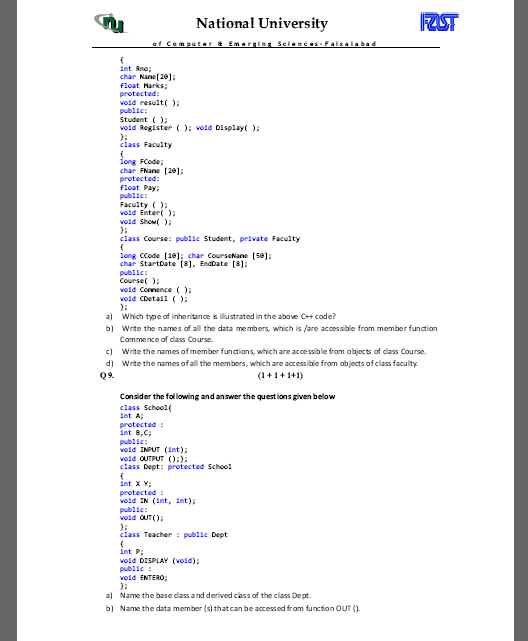 National University
of Computer & Emerging Sciences-Faisalabad
{
int Rno;
char Name[20];
float Marks;
protected:
void result( );
public:
Student ( );
void Register ( ); void Display( );
};
class Faculty
{
long FCode;
char FName [20];
protected:
float Pay;
public:
Faculty ( );
void Enter( );
void Show( );
};
class Course: public Student, private Faculty
{
long CCode [10]; char CourseName [50];
char StartDate [8], EndDate [8];
public:
Course( );
void Commence ( );
void CDetail ( );
};
a) Which type of inheritance is illustrated in the above C++ code?
b) Write the names of all the data members, which is /are accessible from member function
Commence of class Course.
c) Write the names of member functions, which are accessible from objects of class Course.
d) Write the names of all the members, which are accessible from objects of class faculty.
Q 9. (1 + 1 + 1+1)
Consider the following and answer the questions given below
class School{
int A;
protected :
int B,C;
public:
void INPUT (int);
void OUTPUT ();};
class Dept: protected School
{
int X Y;
protected :
void IN (int, int);
public:
void OUT();
};
class Teacher : public Dept
{
int P;
void DISPLAY (void);
public :
void ENTERO;
};
a) Name the base class and derived class of the class Dept.
b) Name the data member (s) that can be accessed from function OUT ().